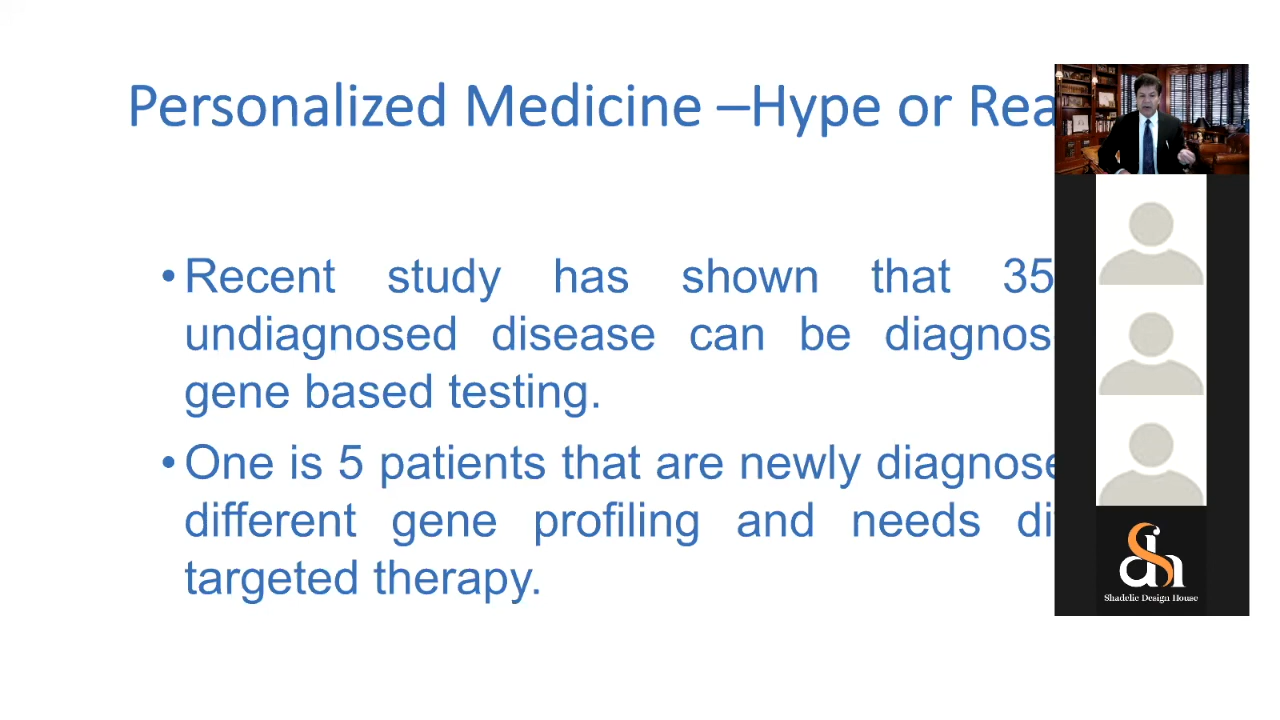 Personalized Medicine –Hype or Rea
• Recent study has shown that 35
undiagnosed disease can be diagnos
gene based testing.
• One is 5 patients that are newly diagnose
different gene profiling and needs di
targeted therapy.
Shadelic Design House